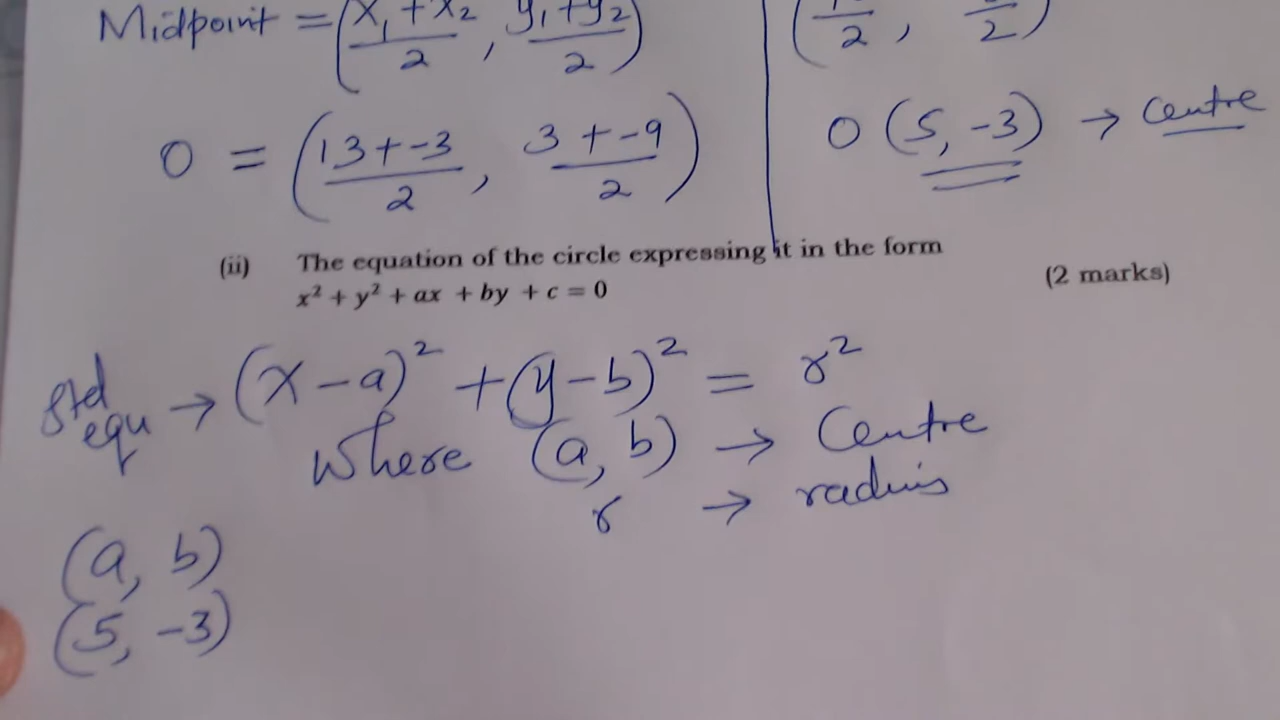 Midpoint = (x₁ + x₂ / 2 , y₁ + y₂ / 2)
( / 2 , / 2 )
O = (13 + -3 / 2 , 3 + -9 / 2)
O (5, -3) → Centre
(ii) The equation of the circle expressing it in the form (2 marks)
x² + y² + ax + by + c = 0
Std equ → (x - a)² + (y - b)² = r²
Where (a, b) → Centre
r → radius
(a, b)
(5, -3)